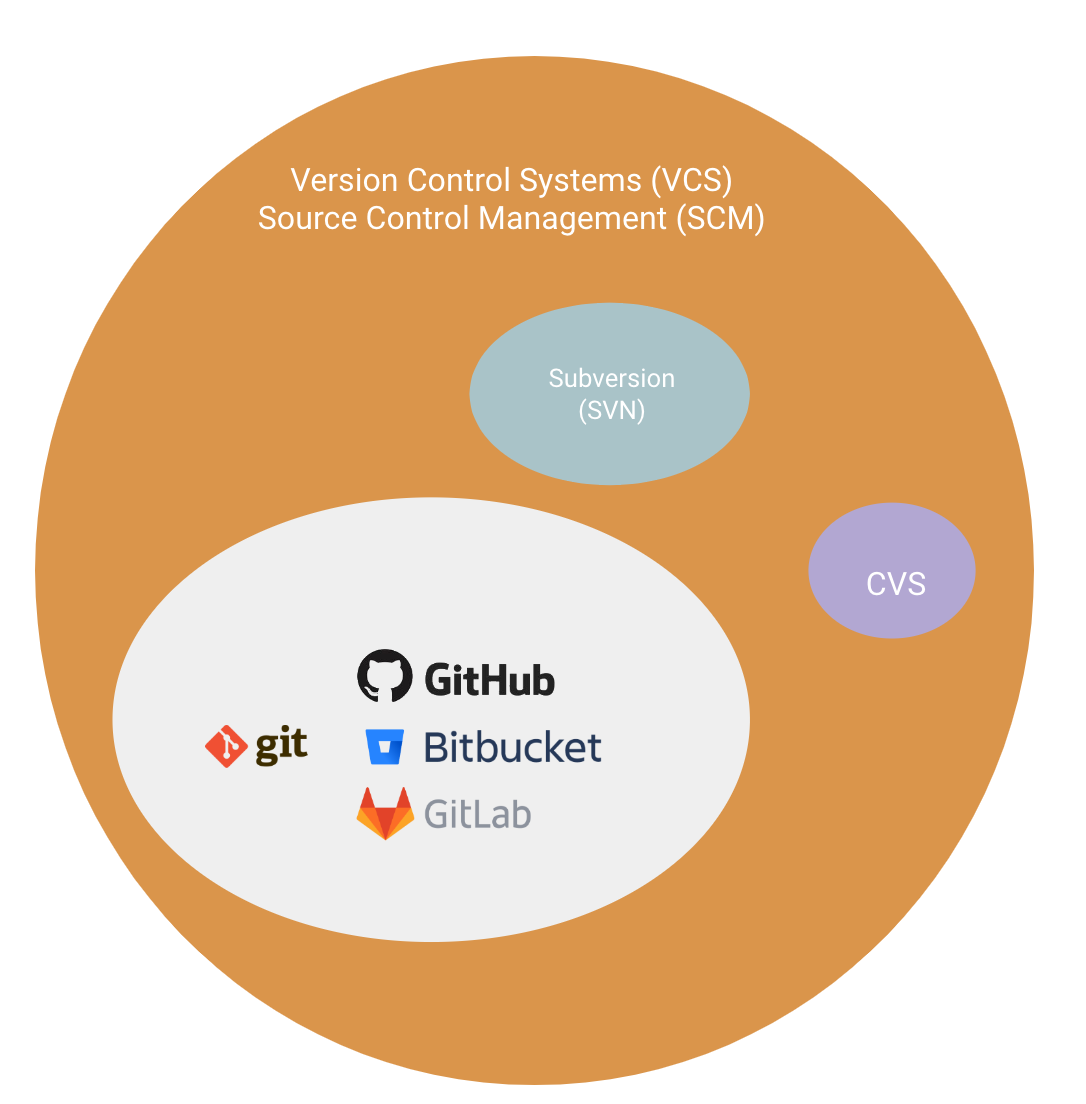 Version Control Systems (VCS)
Source Control Management (SCM)
Subversion
(SVN)
CVS
GitHub
git
Bitbucket
GitLab